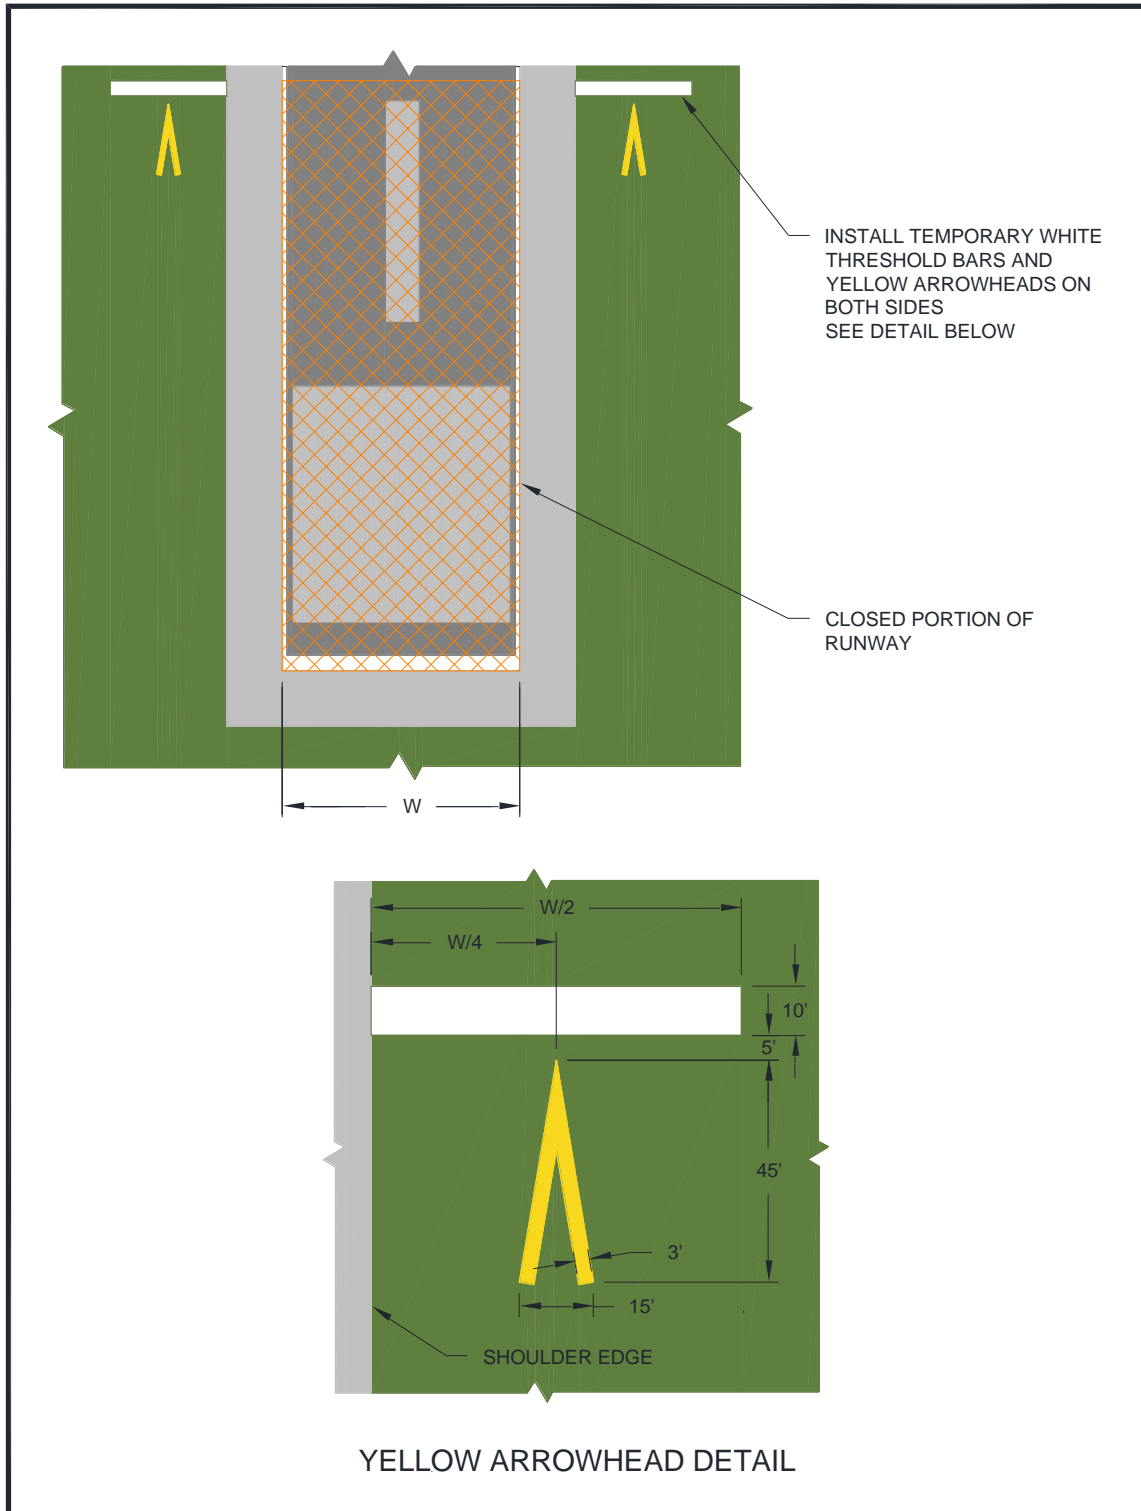 INSTALL TEMPORARY WHITE
THRESHOLD BARS AND
YELLOW ARROWHEADS ON
BOTH SIDES
SEE DETAIL BELOW
CLOSED PORTION OF
RUNWAY
W
W/2
W/4
10'
5'
45'
3'
15'
SHOULDER EDGE
YELLOW ARROWHEAD DETAIL